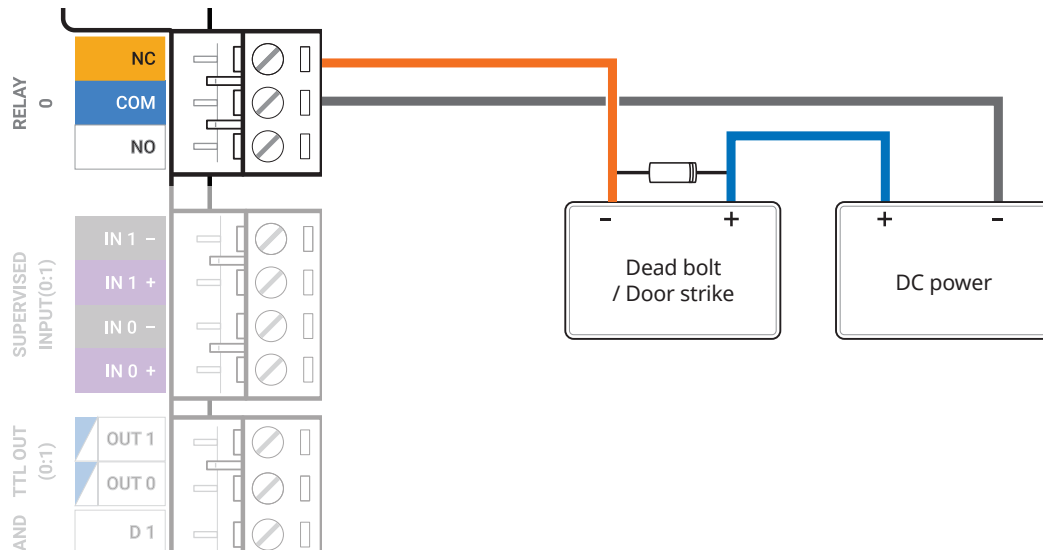 RELAY
0
NC
COM
NO
SUPERVISED
INPUT(0:1)
IN 1 –
IN 1 +
IN 0 –
IN 0 +
TTL OUT
(0:1)
OUT 1
OUT 0
AND
D 1
- +
Dead bolt
/ Door strike
+ -
DC power